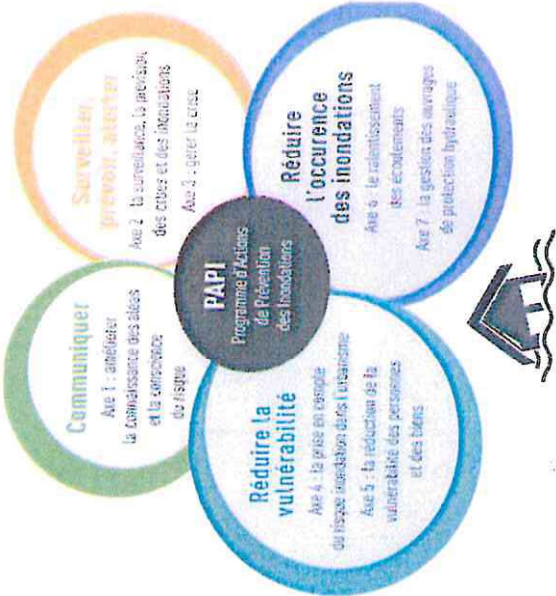 Communiquer
Axe 1 : améliorer
la connaissance des aléas
et la conscience
du risque
Surveiller,
prévoir, alerter
Axe 2 : la surveillance, la prévision
des crues et des inondations
Axe 3 : gérer la crise
PAPI
Programme d'Actions
de Prévention
des Inondations
Réduire la
vulnérabilité
Axe 4 : la prise en compte
du risque inondation dans l'urbanisme
Axe 5 : la réduction de la
vulnérabilité des personnes
et des biens
Réduire
l'occurence
des inondations
Axe 6 : le ralentissement
des écoulements
Axe 7 : la gestion des ouvrages
de protection hydraulique